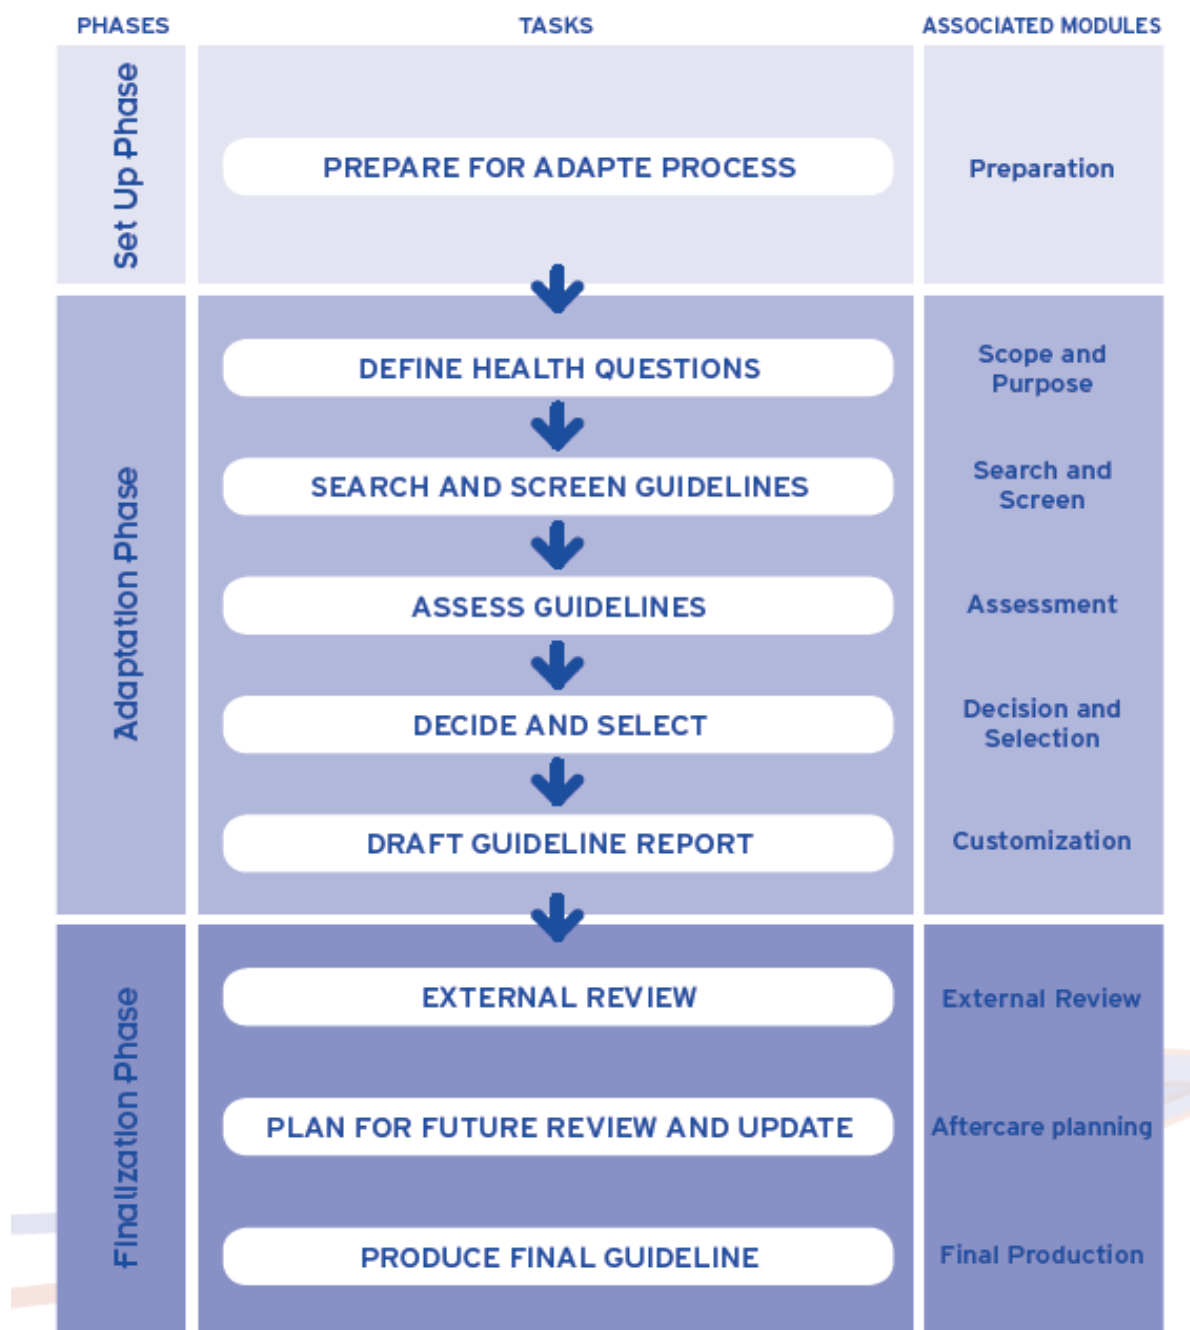 PHASES
TASKS
ASSOCIATED MODULES
Set Up Phase
PREPARE FOR ADAPTE PROCESS
Preparation
Adaptation Phase
DEFINE HEALTH QUESTIONS
Scope and
Purpose
SEARCH AND SCREEN GUIDELINES
Search and
Screen
ASSESS GUIDELINES
Assessment
DECIDE AND SELECT
Decision and
Selection
DRAFT GUIDELINE REPORT
Customization
Finalization Phase
EXTERNAL REVIEW
External Review
PLAN FOR FUTURE REVIEW AND UPDATE
Aftercare planning
PRODUCE FINAL GUIDELINE
Final Production